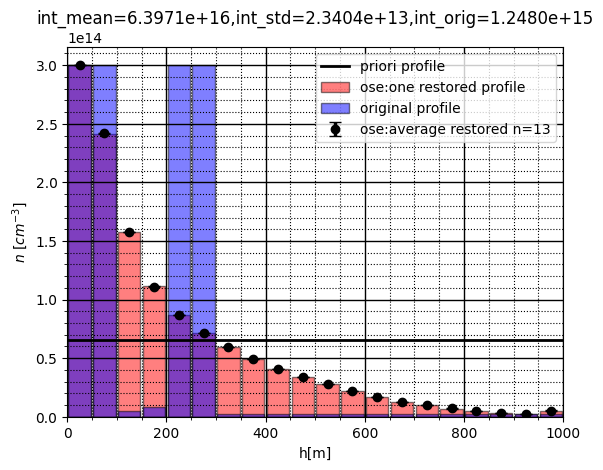 int_mean=6.3971e+16,int_std=2.3404e+13,int_orig=1.2480e+15
1e14
priori profile
ose:one restored profile
original profile
ose:average restored n=13
3.0
2.5
2.0
1.5
1.0
0.5
0.0
n [cm⁻³]
0 200 400 600 800 1000
h[m]